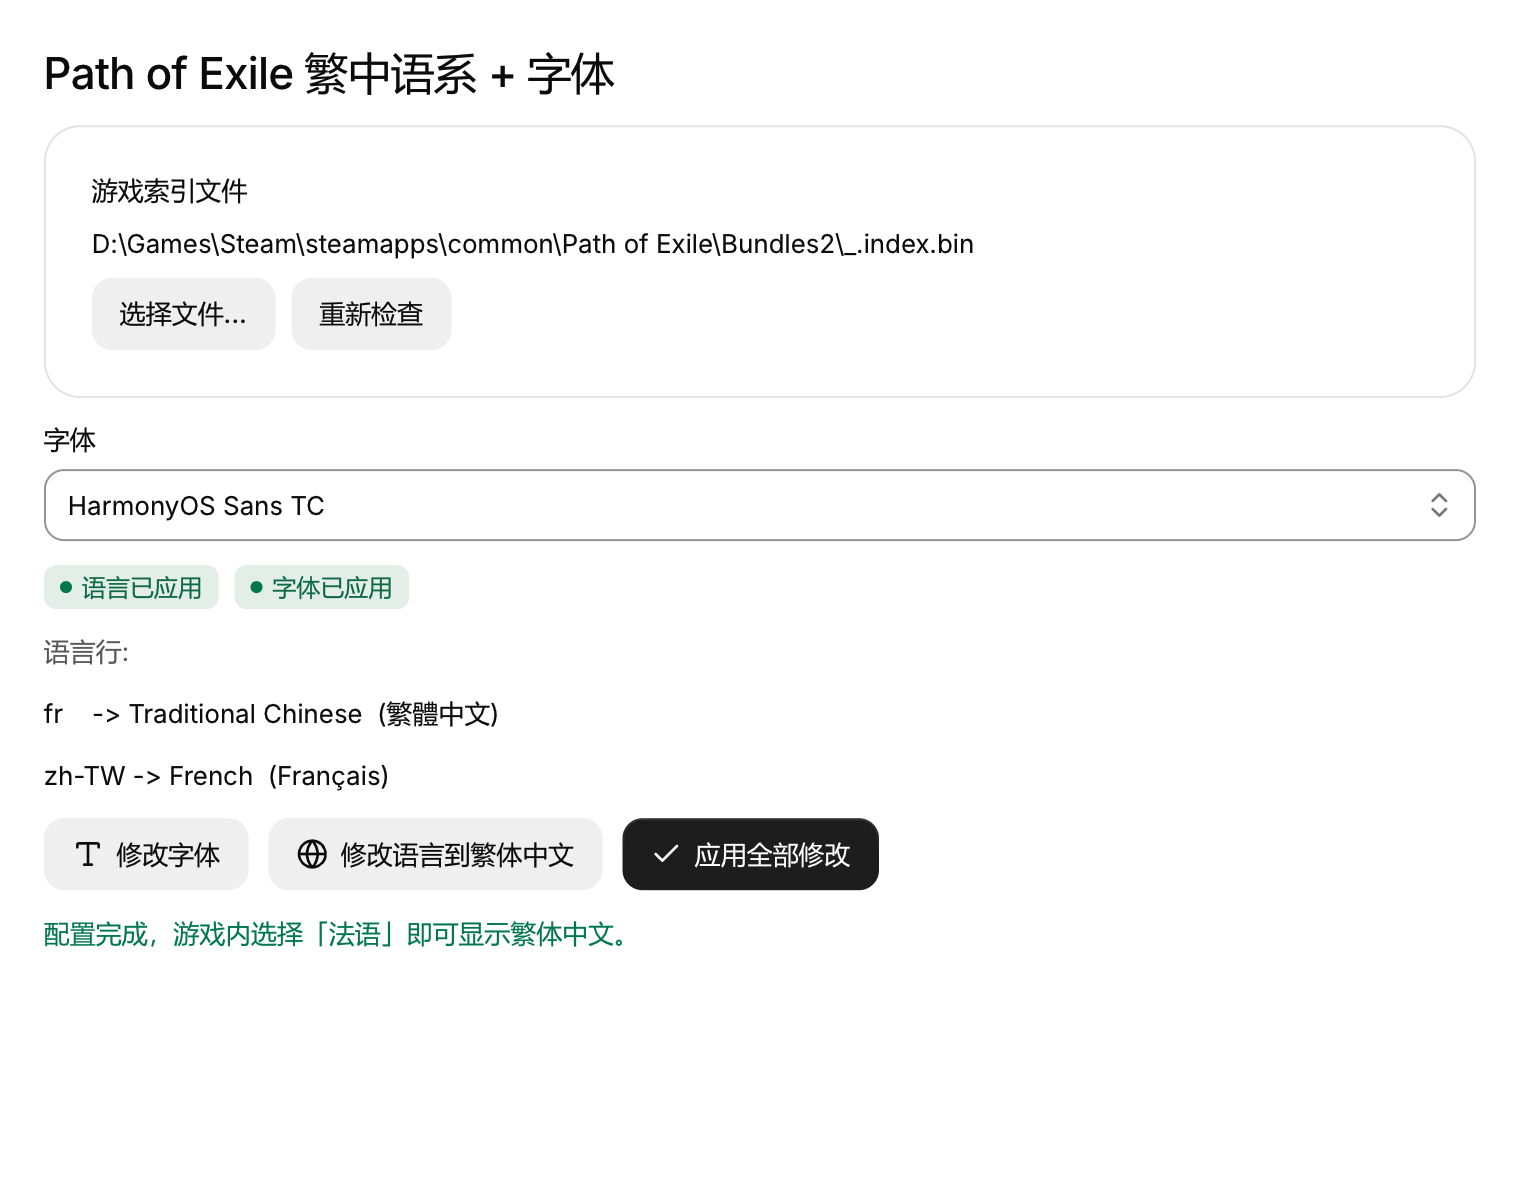 Path of Exile 繁中语系 + 字体
游戏索引文件
D:\Games\Steam\steamapps\common\Path of Exile\Bundles2\_.index.bin
选择文件... 重新检查
字体
HarmonyOS Sans TC
语言已应用 字体已应用
语言行:
fr -> Traditional Chinese (繁體中文)
zh-TW -> French (Français)
修改字体 修改语言到繁体中文 应用全部修改
配置完成，游戏内选择「法语」即可显示繁体中文。